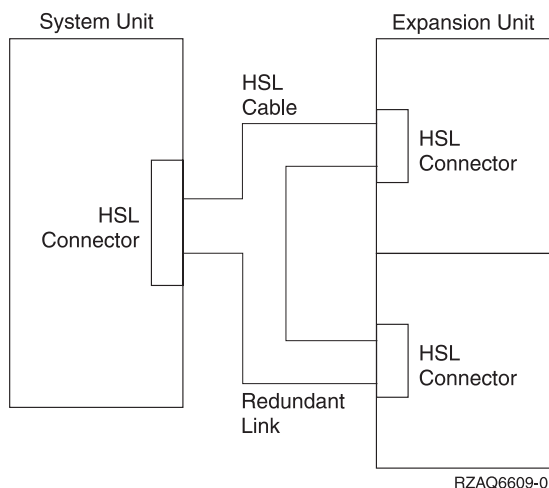 System Unit
Expansion Unit
HSL
Cable
HSL
Connector
HSL
Connector
HSL
Connector
Redundant
Link
RZAQ6609-0